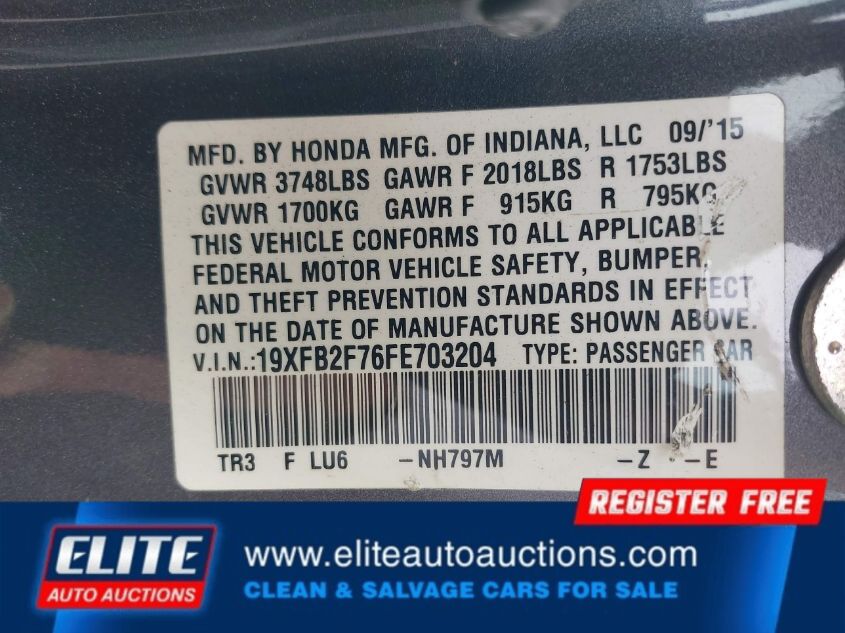 MFD. BY HONDA MFG. OF INDIANA, LLC 09/'15
GVWR 3748LBS GAWR F 2018LBS R 1753LBS
GVWR 1700KG GAWR F 915KG R 795KG
THIS VEHICLE CONFORMS TO ALL APPLICABLE
FEDERAL MOTOR VEHICLE SAFETY, BUMPER,
AND THEFT PREVENTION STANDARDS IN EFFECT
ON THE DATE OF MANUFACTURE SHOWN ABOVE.
V.I.N.:19XFB2F76FE703204 TYPE: PASSENGER CAR
TR3 F LU6 -NH797M -Z -E
REGISTER FREE
ELITE
AUTO AUCTIONS
www.eliteautoauctions.com
CLEAN & SALVAGE CARS FOR SALE